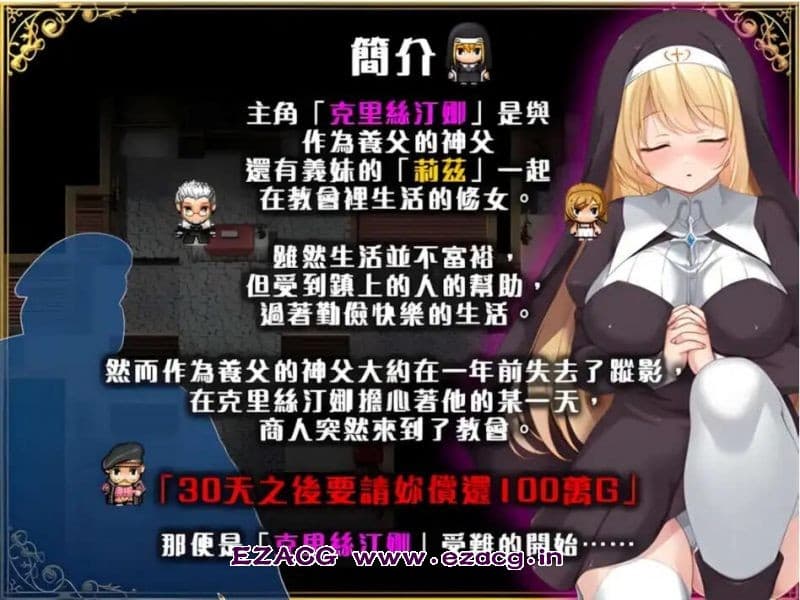 簡介
主角「克里絲汀娜」是與
作為養父的神父
還有義妹的「莉茲」一起
在教會裡生活的修女。
雖然生活並不富裕，
但受到鎮上的人的幫助，
過著勤儉快樂的生活。
然而作為養父的神父大約在一年前失去了蹤影，
在克里絲汀娜擔心著他的某一天，
商人突然來到了教會。
「30天之後要請妳償還100萬G」
那便是「克里絲汀娜」受難的開始……
EZACG www.ezacg.in